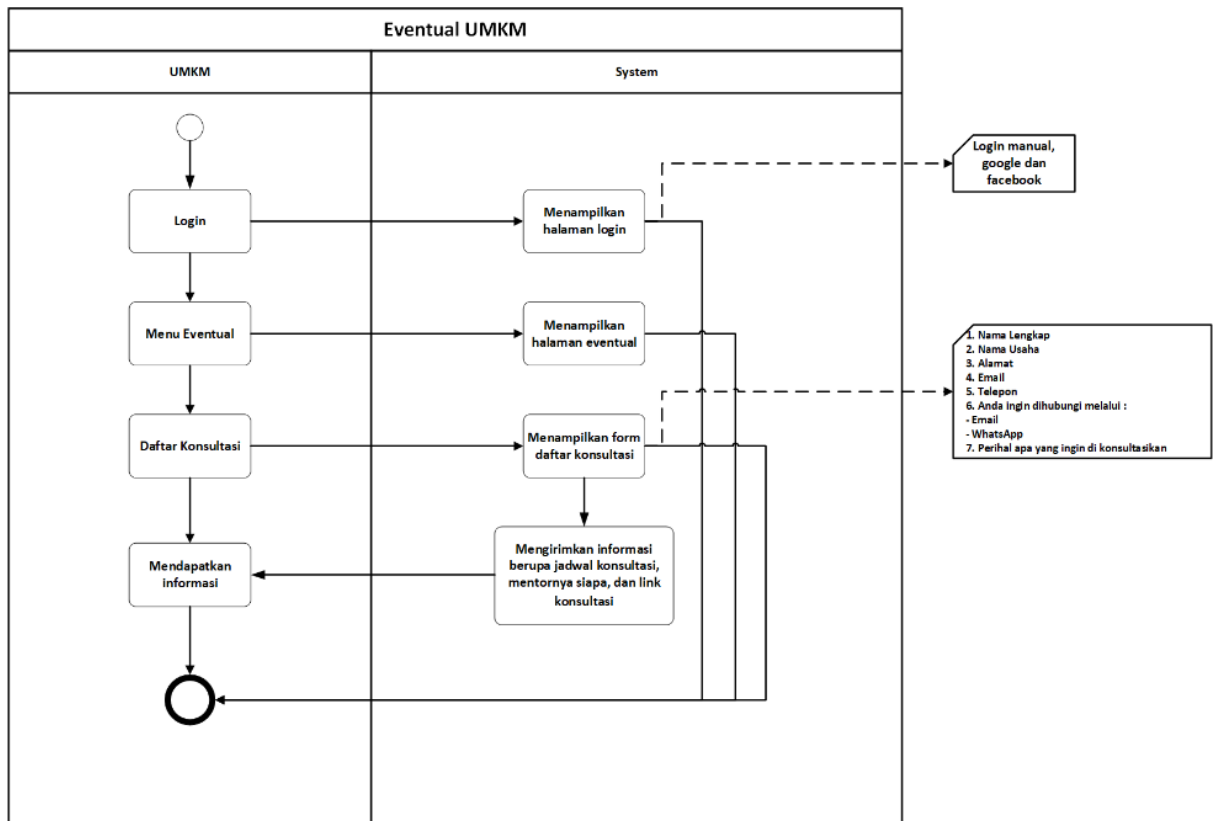 Eventual UMKM
UMKM
System
Login manual,
google dan
facebook
Login
Menampilkan
halaman login
Menu Eventual
Menampilkan
halaman eventual
1. Nama Lengkap
2. Nama Usaha
3. Alamat
4. Email
5. Telepon
6. Anda ingin dihubungi melalui :
- Email
- WhatsApp
7. Perihal apa yang ingin di konsultasikan
Daftar Konsultasi
Menampilkan form
daftar konsultasi
Mendapatkan
informasi
Mengirimkan informasi
berupa jadwal konsultasi,
mentornya siapa, dan link
konsultasi